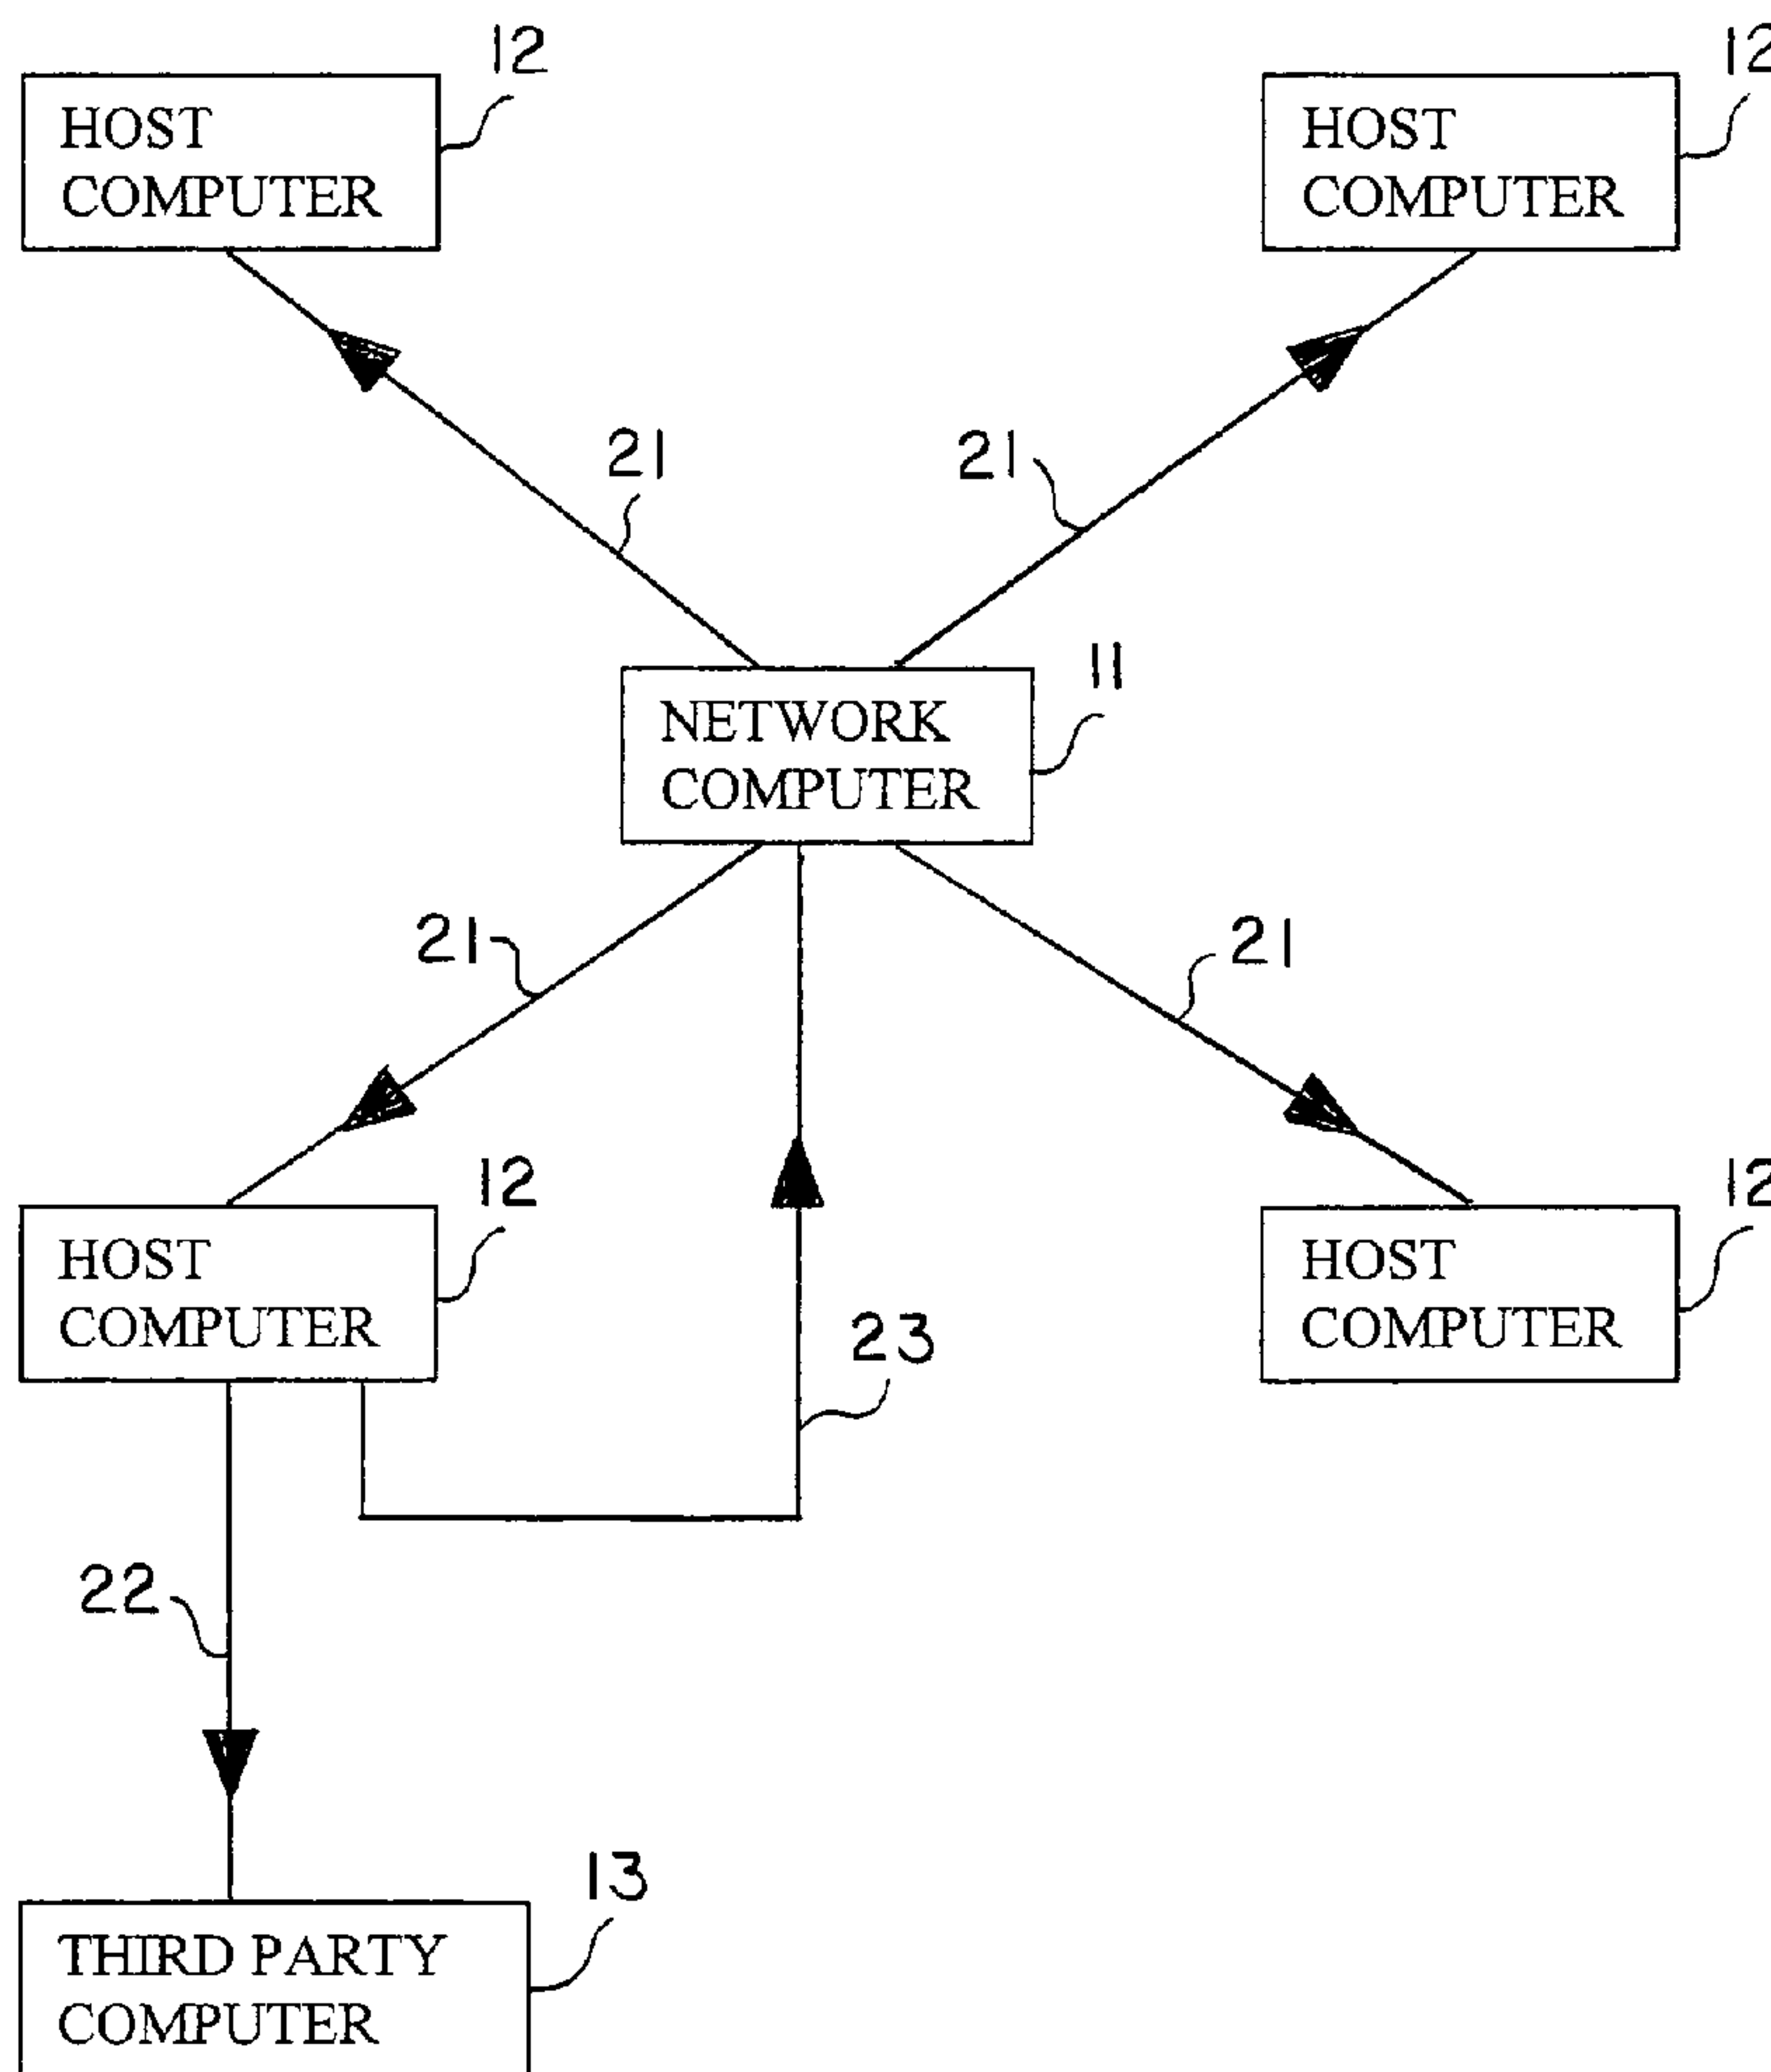 12
12
HOST
COMPUTER
HOST
COMPUTER
21
21
11
NETWORK
COMPUTER
21
21
12
12
HOST
COMPUTER
HOST
COMPUTER
23
22
13
THIRD PARTY
COMPUTER